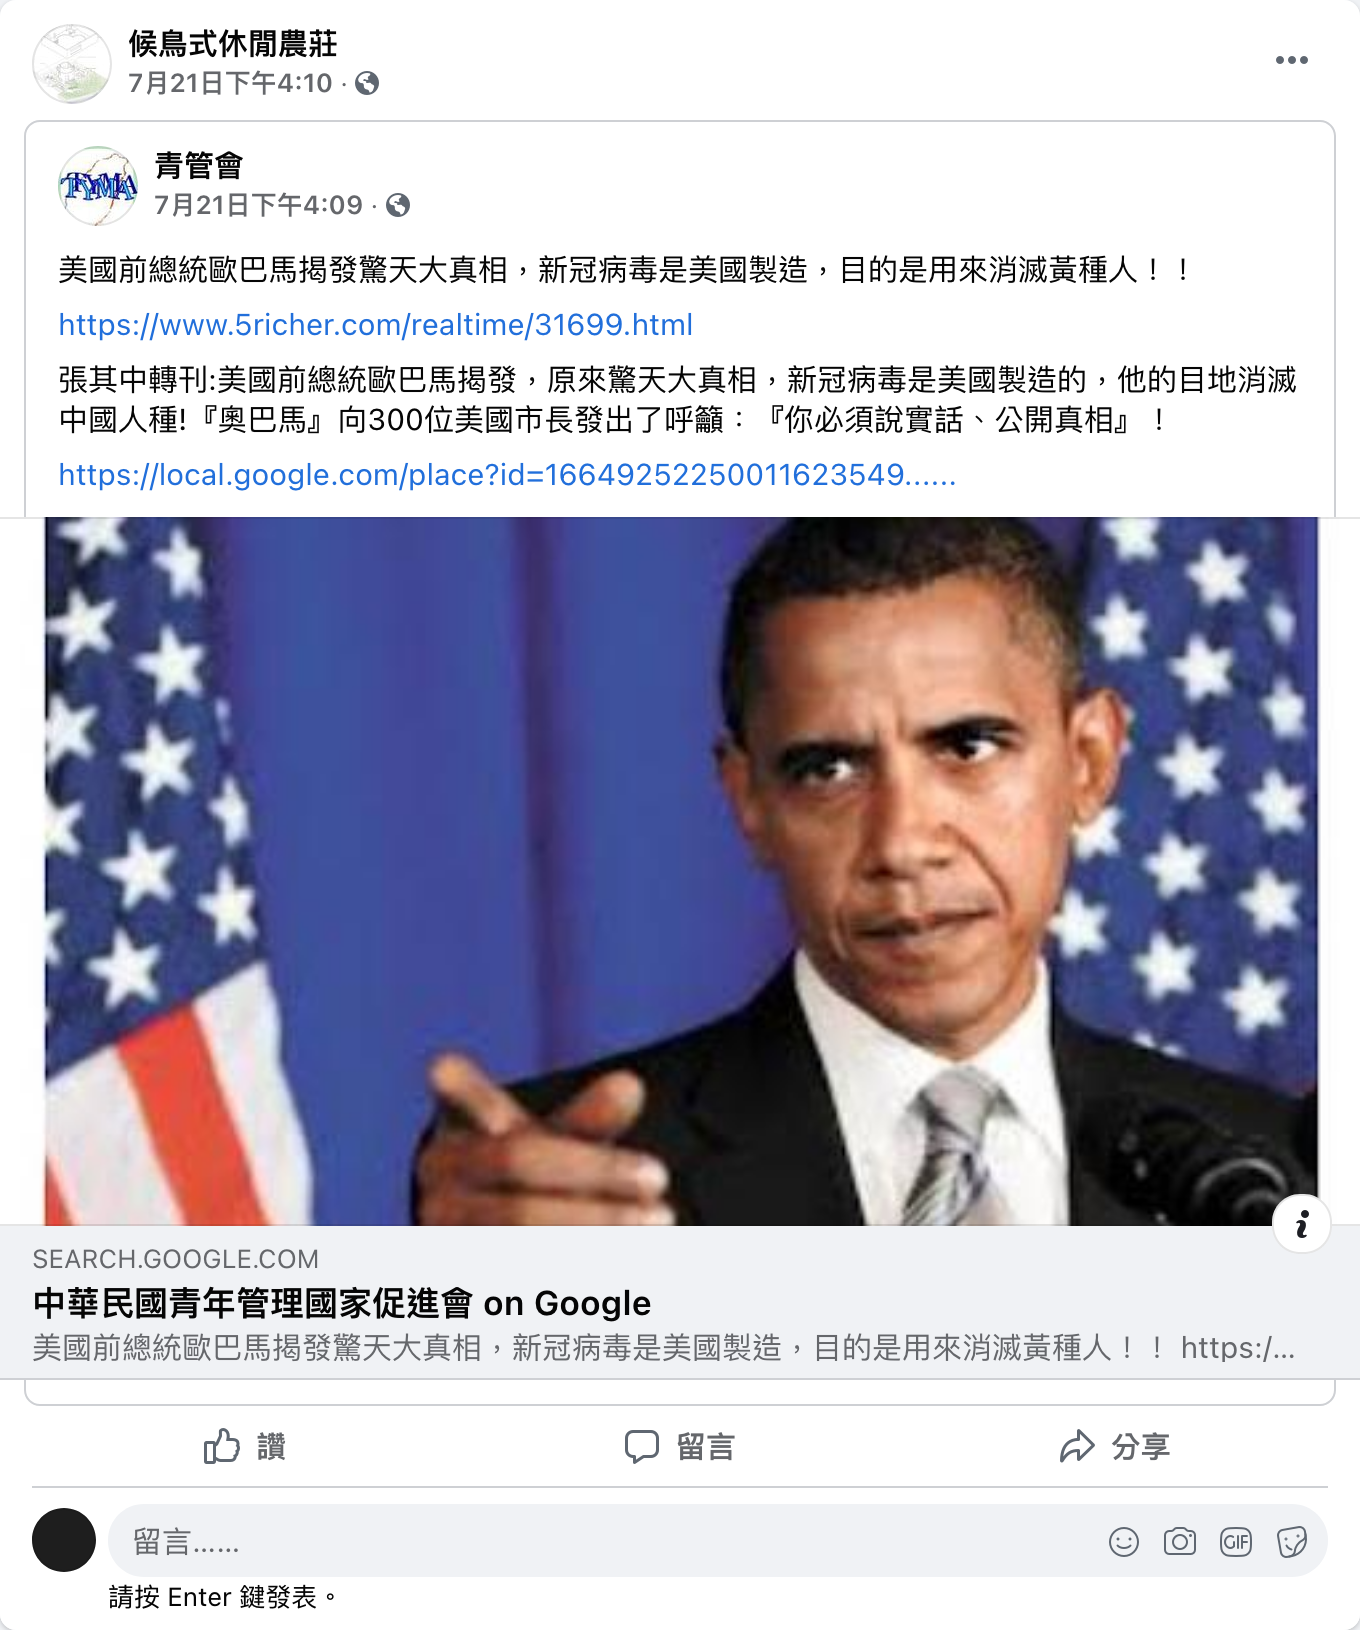 候鳥式休閒農莊
7月21日下午4:10 ·
TYMA
青管會
7月21日下午4:09 ·
美國前總統歐巴馬揭發驚天大真相，新冠病毒是美國製造，目的是用來消滅黃種人！！
https://www.5richer.com/realtime/31699.html
張其中轉刊:美國前總統歐巴馬揭發，原來驚天大真相，新冠病毒是美國製造的，他的目地消滅
中國人種!『奧巴馬』向300位美國市長發出了呼籲：『你必須說實話、公開真相』！
https://local.google.com/place?id=16649252250011623549......
SEARCH.GOOGLE.COM
中華民國青年管理國家促進會 on Google
美國前總統歐巴馬揭發驚天大真相，新冠病毒是美國製造，目的是用來消滅黃種人！！ https:/...
讚
留言
分享
留言......
GIF
請按 Enter 鍵發表。